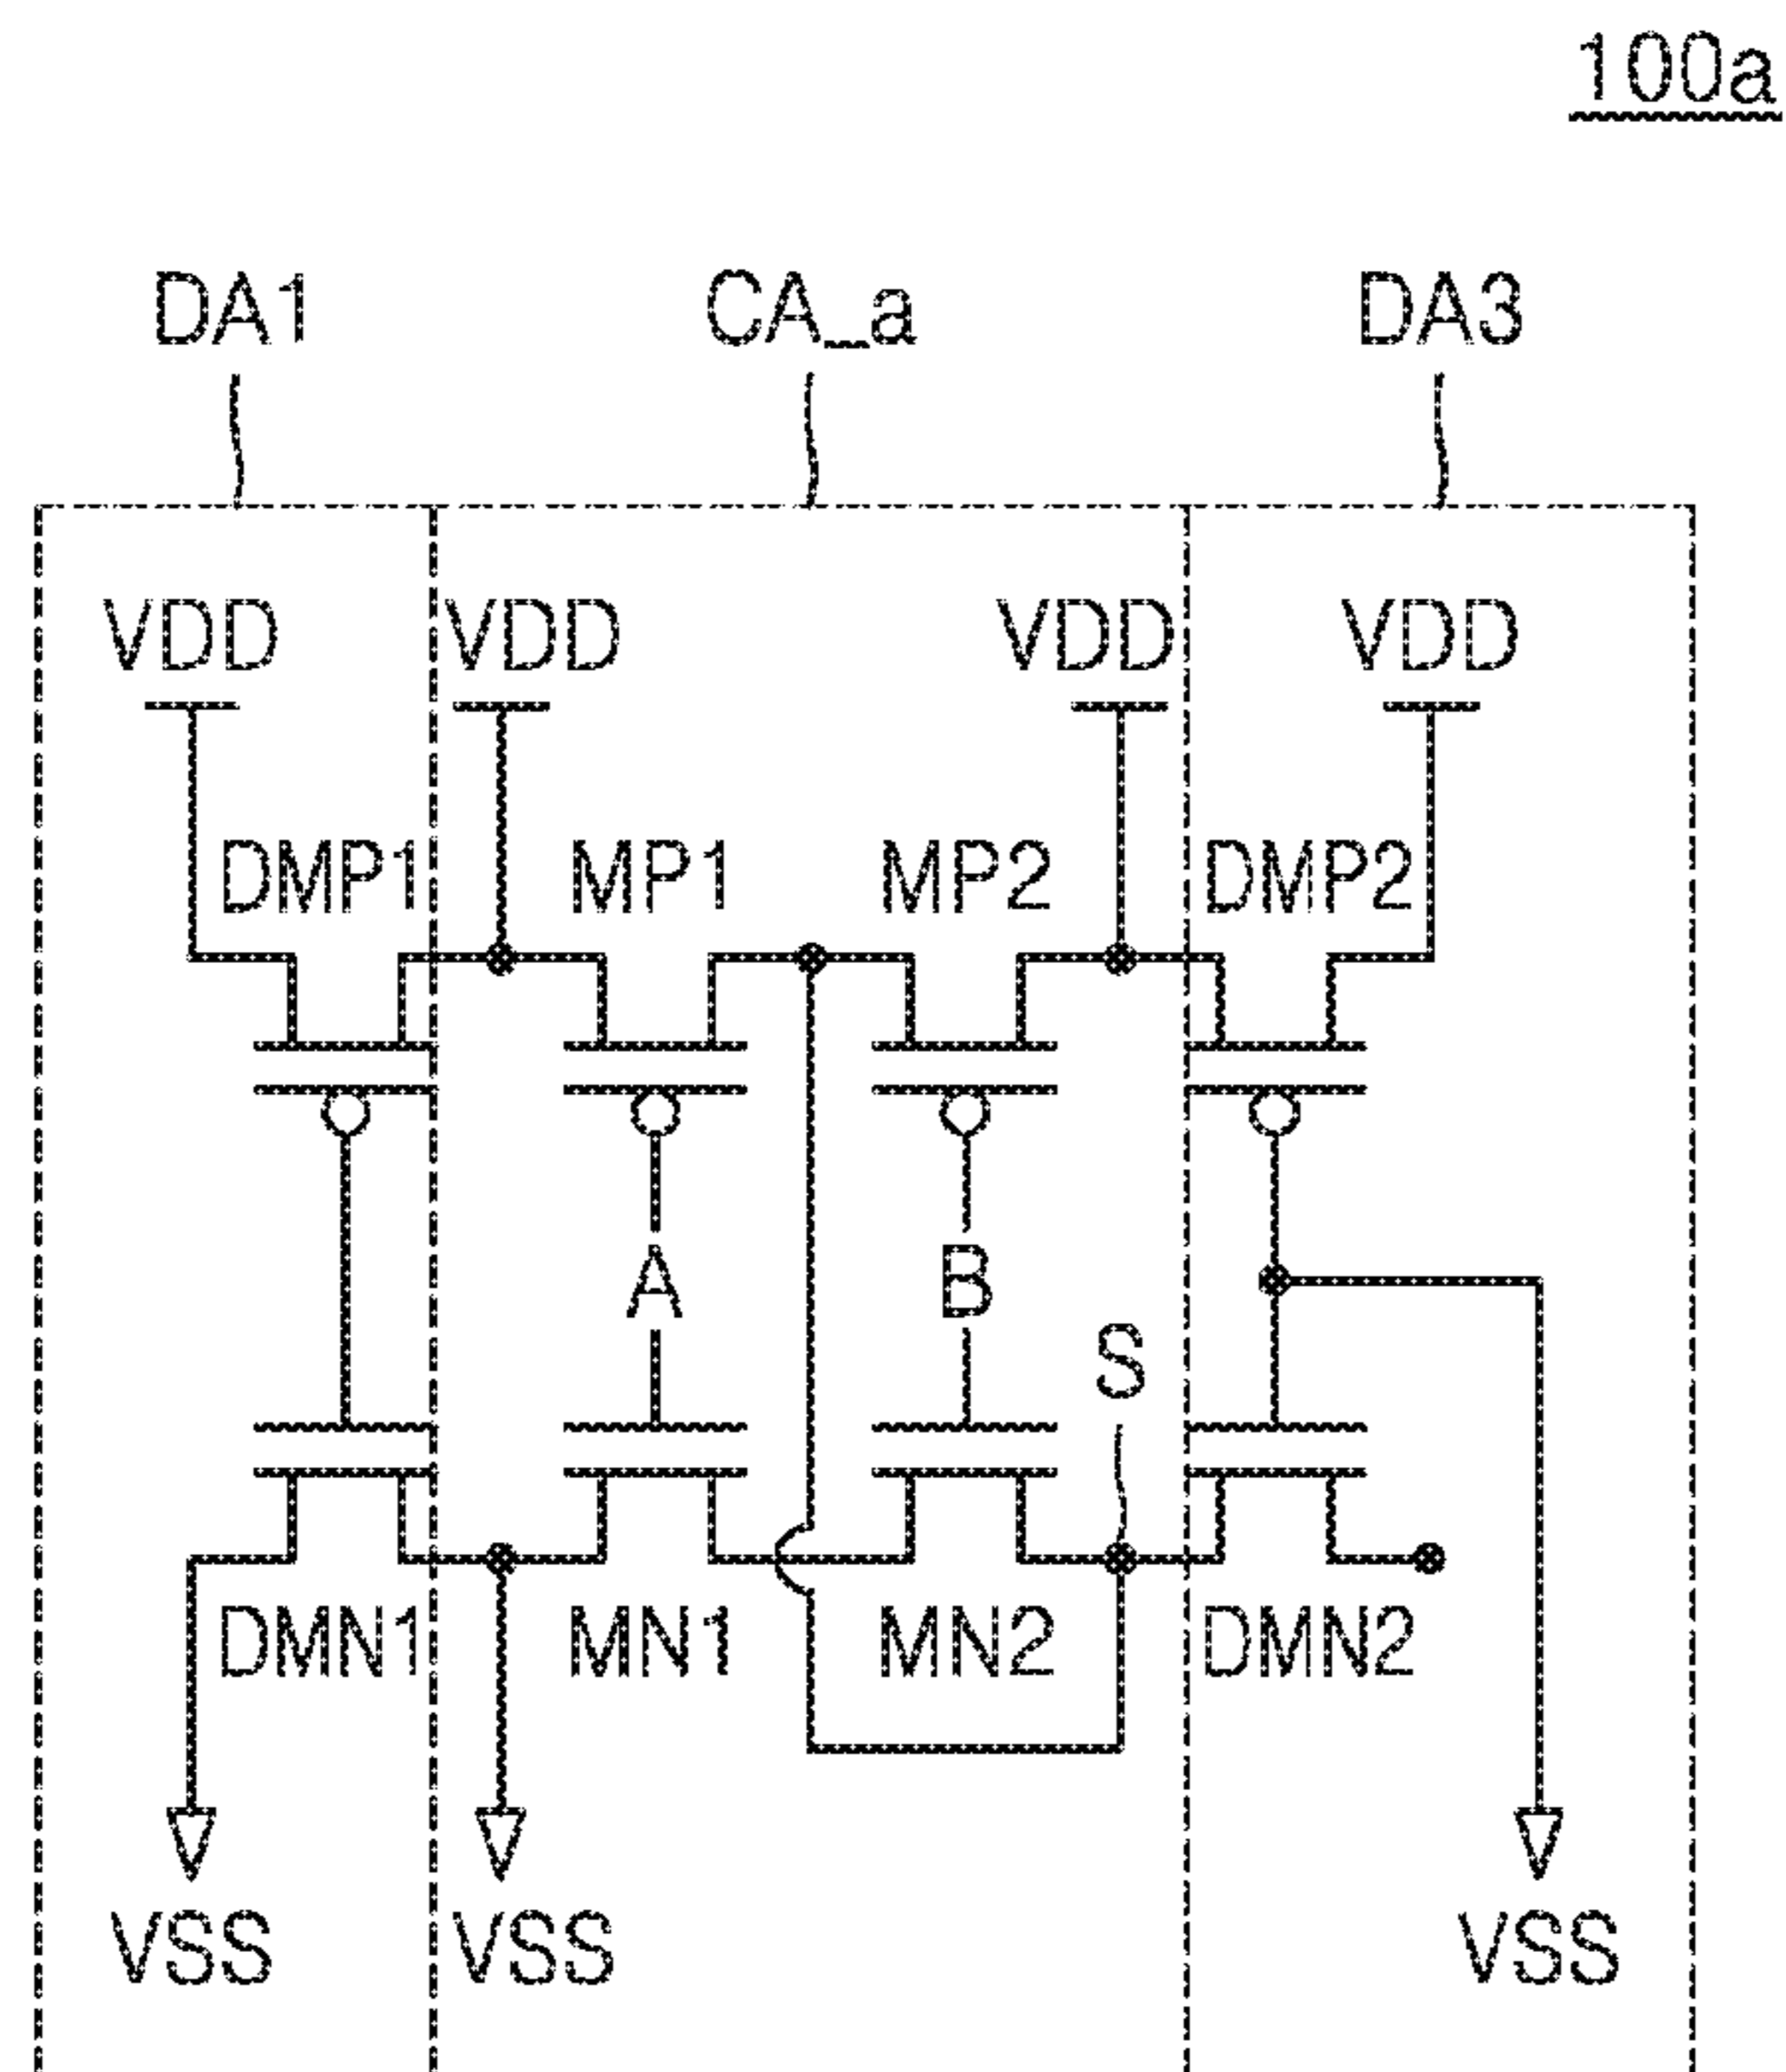 100a
DA1 CA_a DA3
VDD VDD VDD VDD
DMP1 MP1 MP2 DMP2
A B
S
DMN1 MN1 MN2 DMN2
VSS VSS VSS